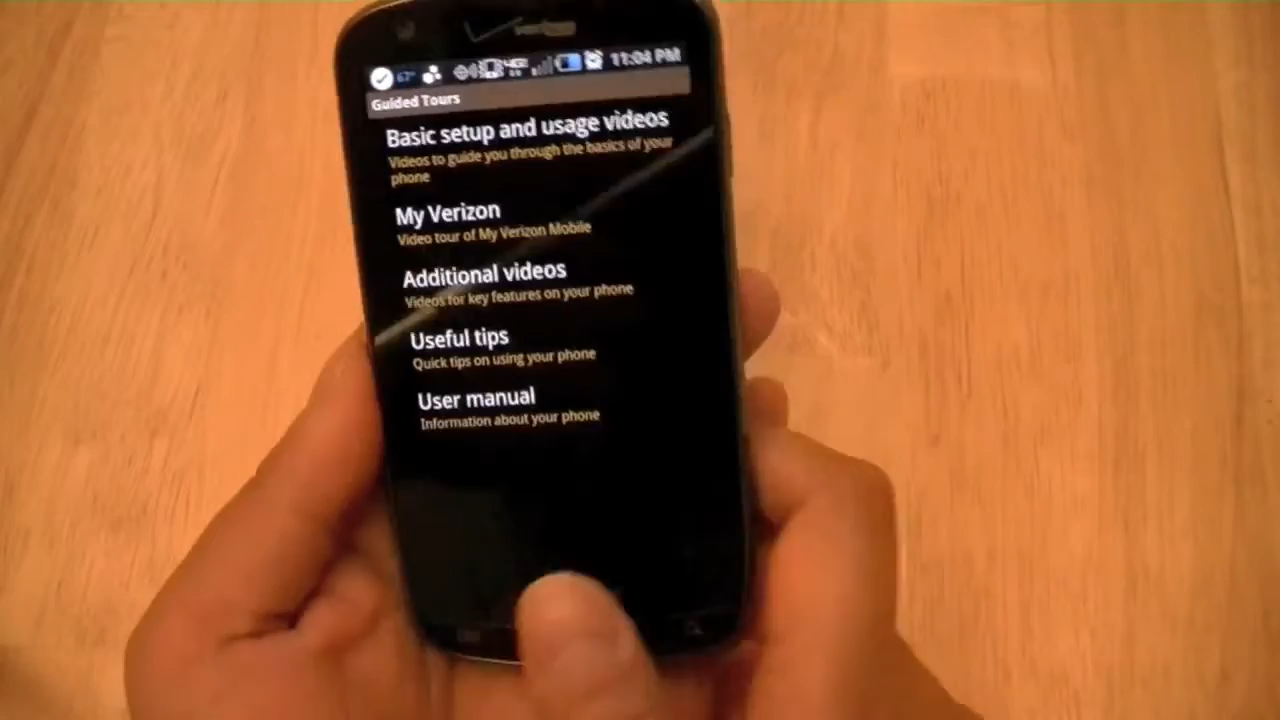 verizon
67° 11:04 PM
Guided Tours
Basic setup and usage videos
Videos to guide you through the basics of your
phone
My Verizon
Video tour of My Verizon Mobile
Additional videos
Videos for key features on your phone
Useful tips
Quick tips on using your phone
User manual
Information about your phone